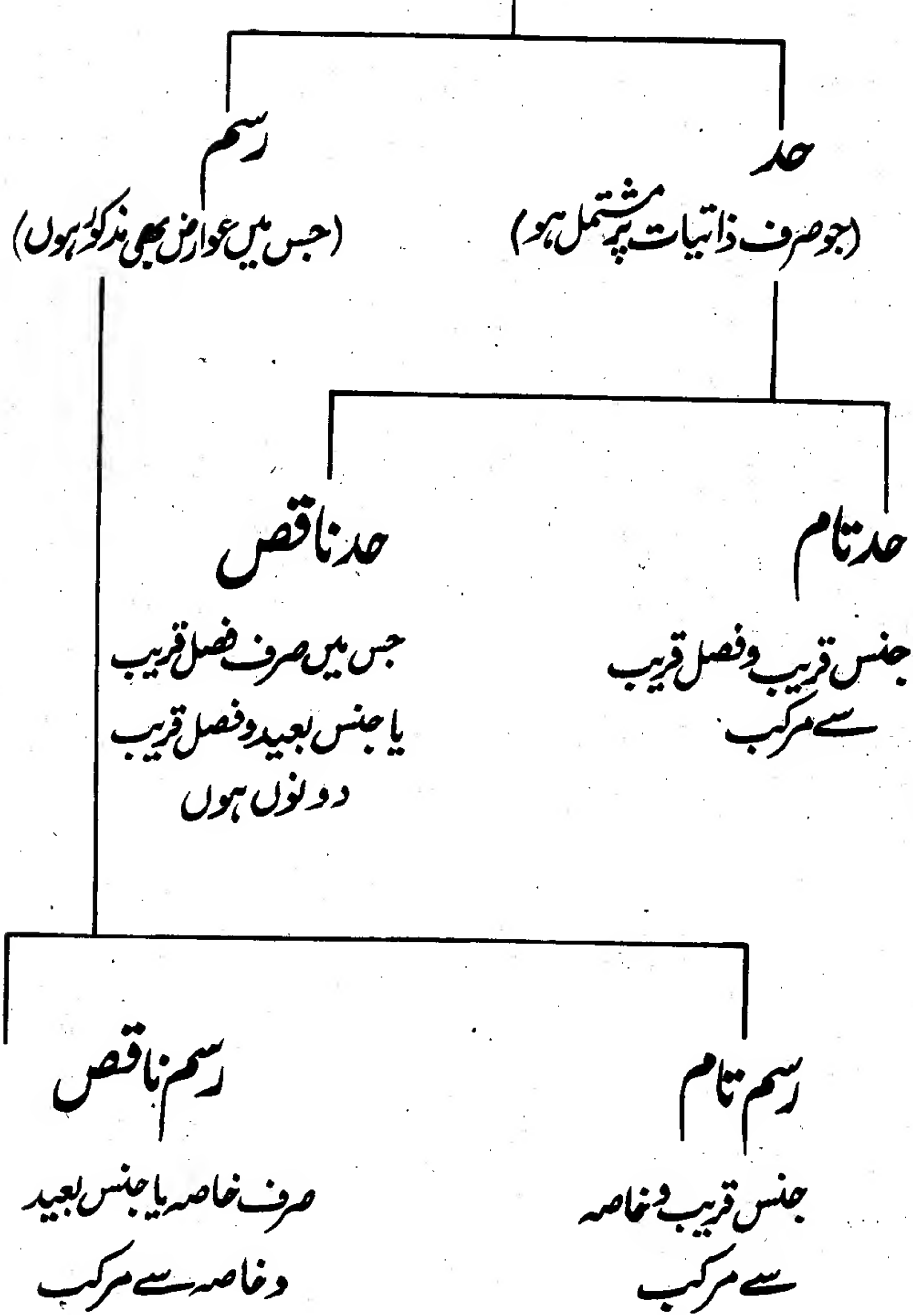 حد
رسم
(جو صرف ذاتیات پر مشتمل ہو)
(جس میں عوارض بھی مذکور ہوں)
حد تام
حد ناقص
جنس قریب و فصل قریب
سے مرکب
جس میں صرف فصل قریب
یا جنس بعید و فصل قریب
دونوں ہوں
رسم تام
رسم ناقص
جنس قریب و خاصہ
سے مرکب
صرف خاصہ یا جنس بعید
و خاصہ سے مرکب